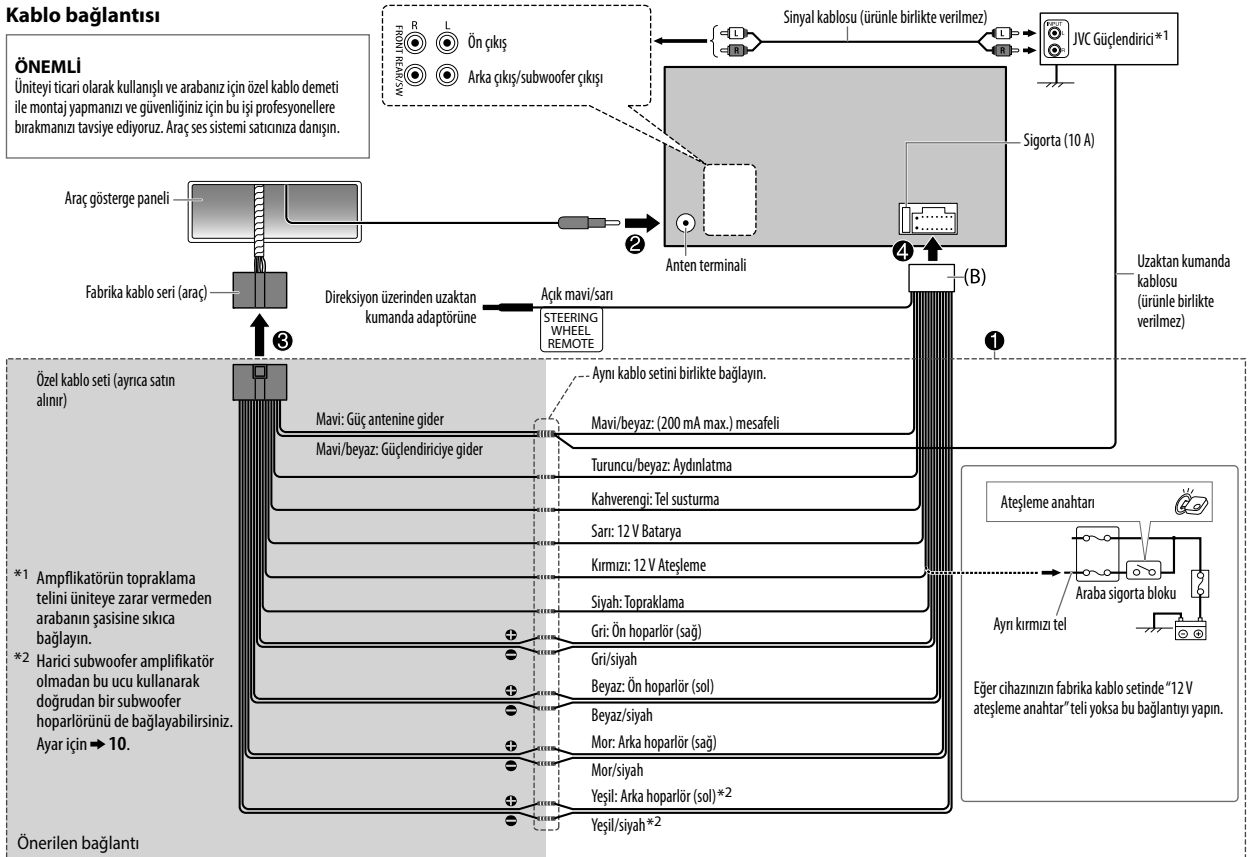 Kablo bağlantısı
ÖNEMLİ
Üniteyi ticari olarak kullanışlı ve arabanız için özel kablo demeti
ile montaj yapmanızı ve güvenliğiniz için bu işi profesyonellere
bırakmanızı tavsiye ediyoruz. Araç ses sistemi satıcınıza danışın.
R L
FRONT
REAR/SW
Ön çıkış
Arka çıkış/subwoofer çıkışı
Sinyal kablosu (ürünle birlikte verilmez)
L
R
L
R
INPUT
L
R
JVC Güçlendirici*1
Sigorta (10 A)
Araç gösterge paneli
2
Anten terminali
4
(B)
Uzaktan kumanda
kablosu
(ürünle birlikte
verilmez)
Fabrika kablo seri (araç)
Direksiyon üzerinden uzaktan
kumanda adaptörüne
Açık mavi/sarı
STEERING
WHEEL
REMOTE
3
1
Özel kablo seti (ayrıca satın
alınır)
Aynı kablo setini birlikte bağlayın.
Mavi: Güç antenine gider
Mavi/beyaz: (200 mA max.) mesafeli
Mavi/beyaz: Güçlendiriciye gider
Turuncu/beyaz: Aydınlatma
Kahverengi: Tel susturma
Sarı: 12 V Batarya
Kırmızı: 12 V Ateşleme
Siyah: Topraklama
Gri: Ön hoparlör (sağ)
Gri/siyah
Beyaz: Ön hoparlör (sol)
Beyaz/siyah
Mor: Arka hoparlör (sağ)
Mor/siyah
Yeşil: Arka hoparlör (sol)*2
Yeşil/siyah*2
*1 Ampflikatörün topraklama
telini üniteye zarar vermeden
arabanın şasisine sıkıca
bağlayın.
*2 Harici subwoofer amplifikatör
olmadan bu ucu kullanarak
doğrudan bir subwoofer
hoparlörünü de bağlayabilirsiniz.
Ayar için ➜ 10.
Önerilen bağlantı
Ateşleme anahtarı
Araba sigorta bloku
Ayrı kırmızı tel
Eğer cihazınızın fabrika kablo setinde “12 V
ateşleme anahtar” teli yoksa bu bağlantıyı yapın.